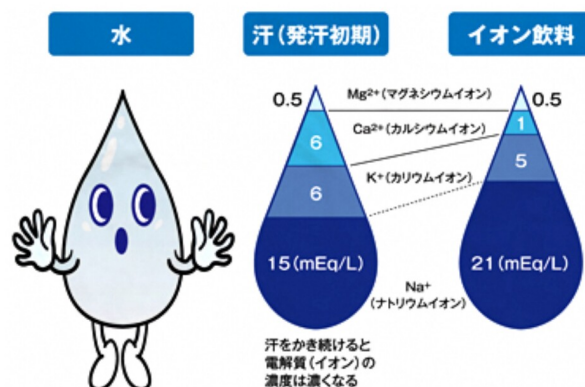 水
汗(発汗初期)
イオン飲料
0.5
Mg²⁺(マグネシウムイオン)
0.5
6
Ca²⁺(カルシウムイオン)
1
6
K⁺(カリウムイオン)
5
15(mEq/L)
21(mEq/L)
Na⁺
(ナトリウムイオン)
汗をかき続けると
電解質(イオン)の
濃度は濃くなる